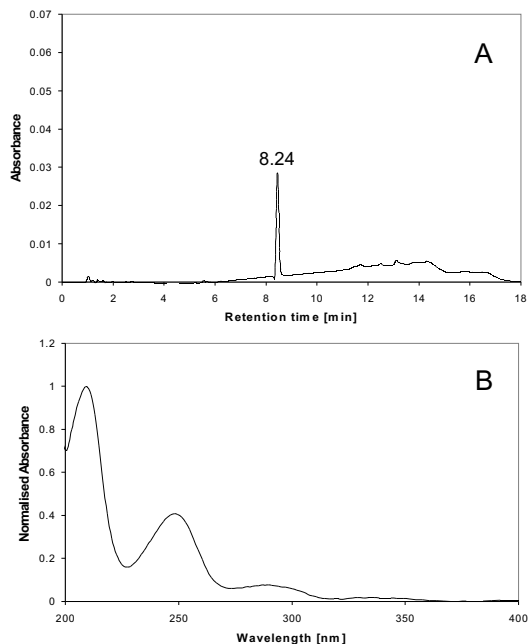 0.07
A
0.06
0.05
0.04
8.24
0.03
0.02
0.01
0
0 2 4 6 8 10 12 14 16 18
Absorbance
Retention time [min]
1.2
B
1
0.8
0.6
0.4
0.2
0
200 250 300 350 400
Normalised Absorbance
Wavelength [nm]